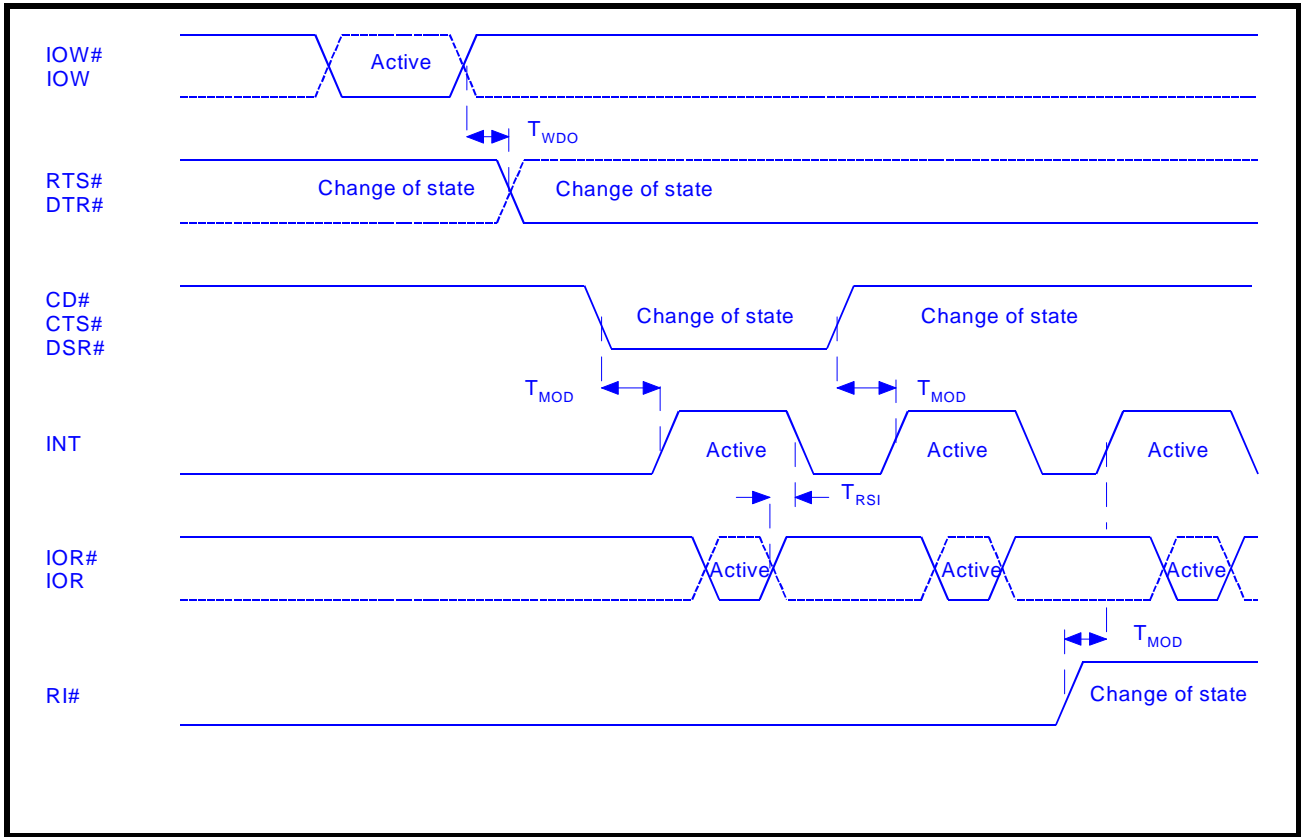 IOW#
IOW
Active
TWDO
RTS#
DTR#
Change of state
Change of state
CD#
CTS#
DSR#
Change of state
Change of state
TMOD
TMOD
INT
Active
Active
Active
TRSI
IOR#
IOR
Active
Active
Active
TMOD
RI#
Change of state